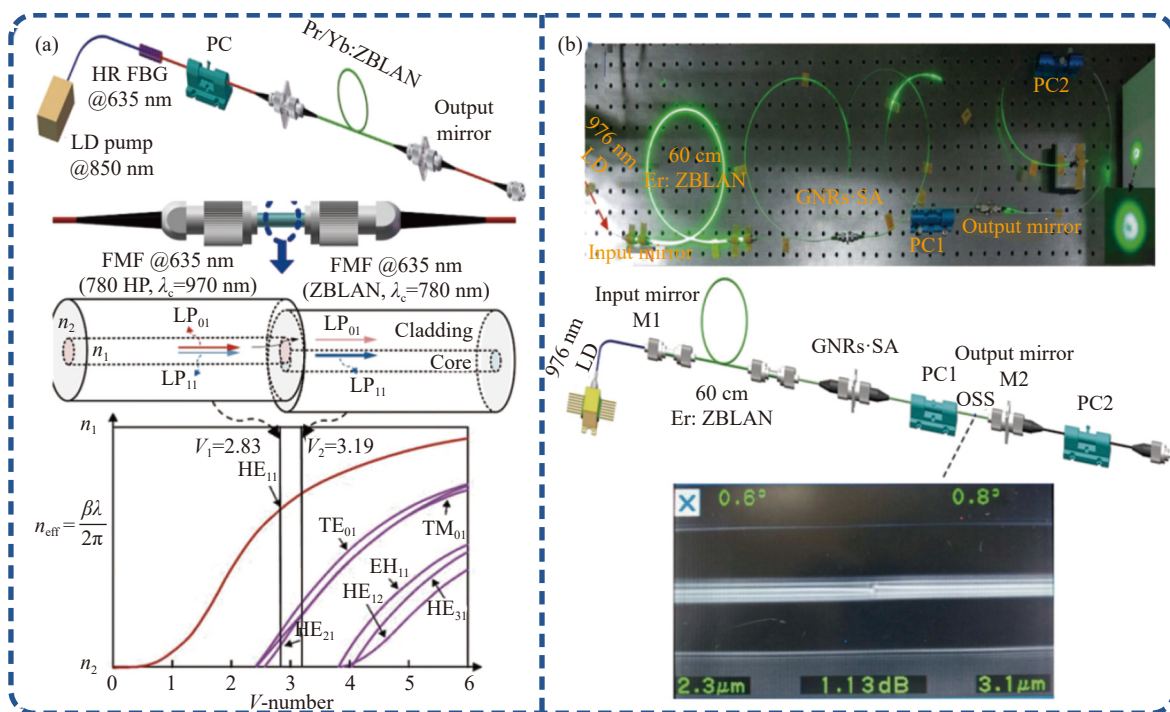 (a)
PC
Pr/Yb:ZBLAN
HR FBG
@635 nm
Output
mirror
LD pump
@850 nm
FMF @635 nm
(780 HP, λc=970 nm)
FMF @635 nm
(ZBLAN, λc=780 nm)
n2
n1
LP01
LP11
LP01
Cladding
Core
LP11
n1
V1=2.83
V2=3.19
HE11
neff = βλ/2π
TE01
TM01
EH11
HE12
HE31
HE21
n2
0
1
2
3
4
5
6
V-number
(b)
PC2
976 nm
LD
60 cm
Er: ZBLAN
GNRs·SA
PC1
Output mirror
Input mirror
Input mirror
M1
976 nm
LD
60 cm
Er: ZBLAN
GNRs·SA
PC1
Output mirror
OSS
M2
PC2
X
0.6°
0.8°
2.3μm
1.13dB
3.1μm